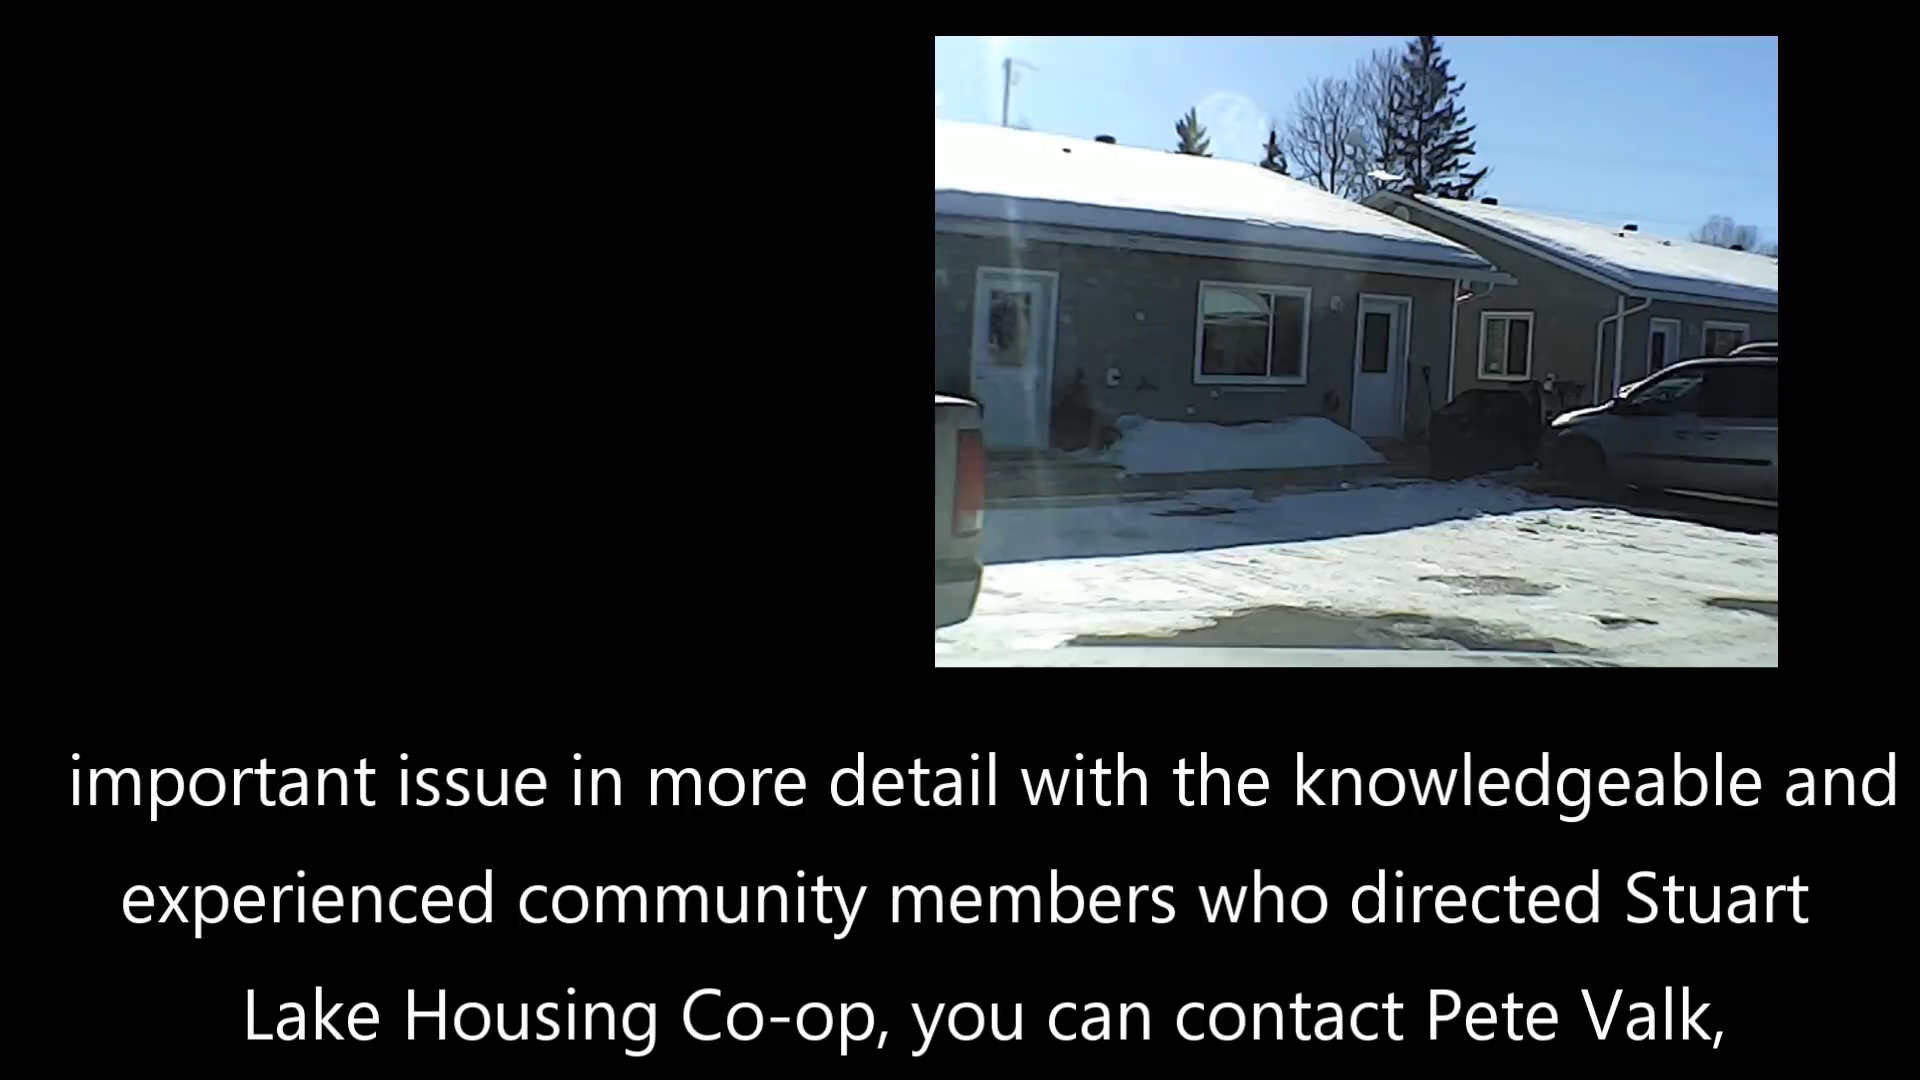 important issue in more detail with the knowledgeable and
experienced community members who directed Stuart
Lake Housing Co-op, you can contact Pete Valk,